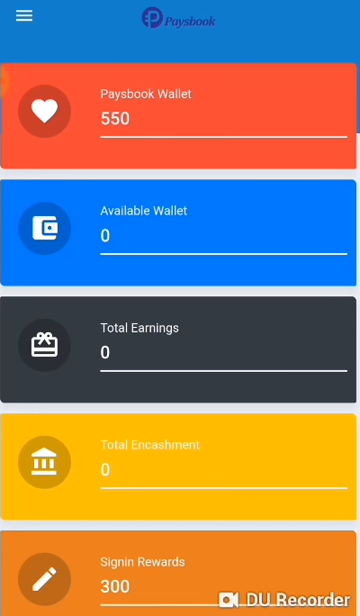 Paysbook
Paysbook Wallet
550
Available Wallet
0
Total Earnings
0
Total Encashment
0
Signin Rewards
300
DU Recorder